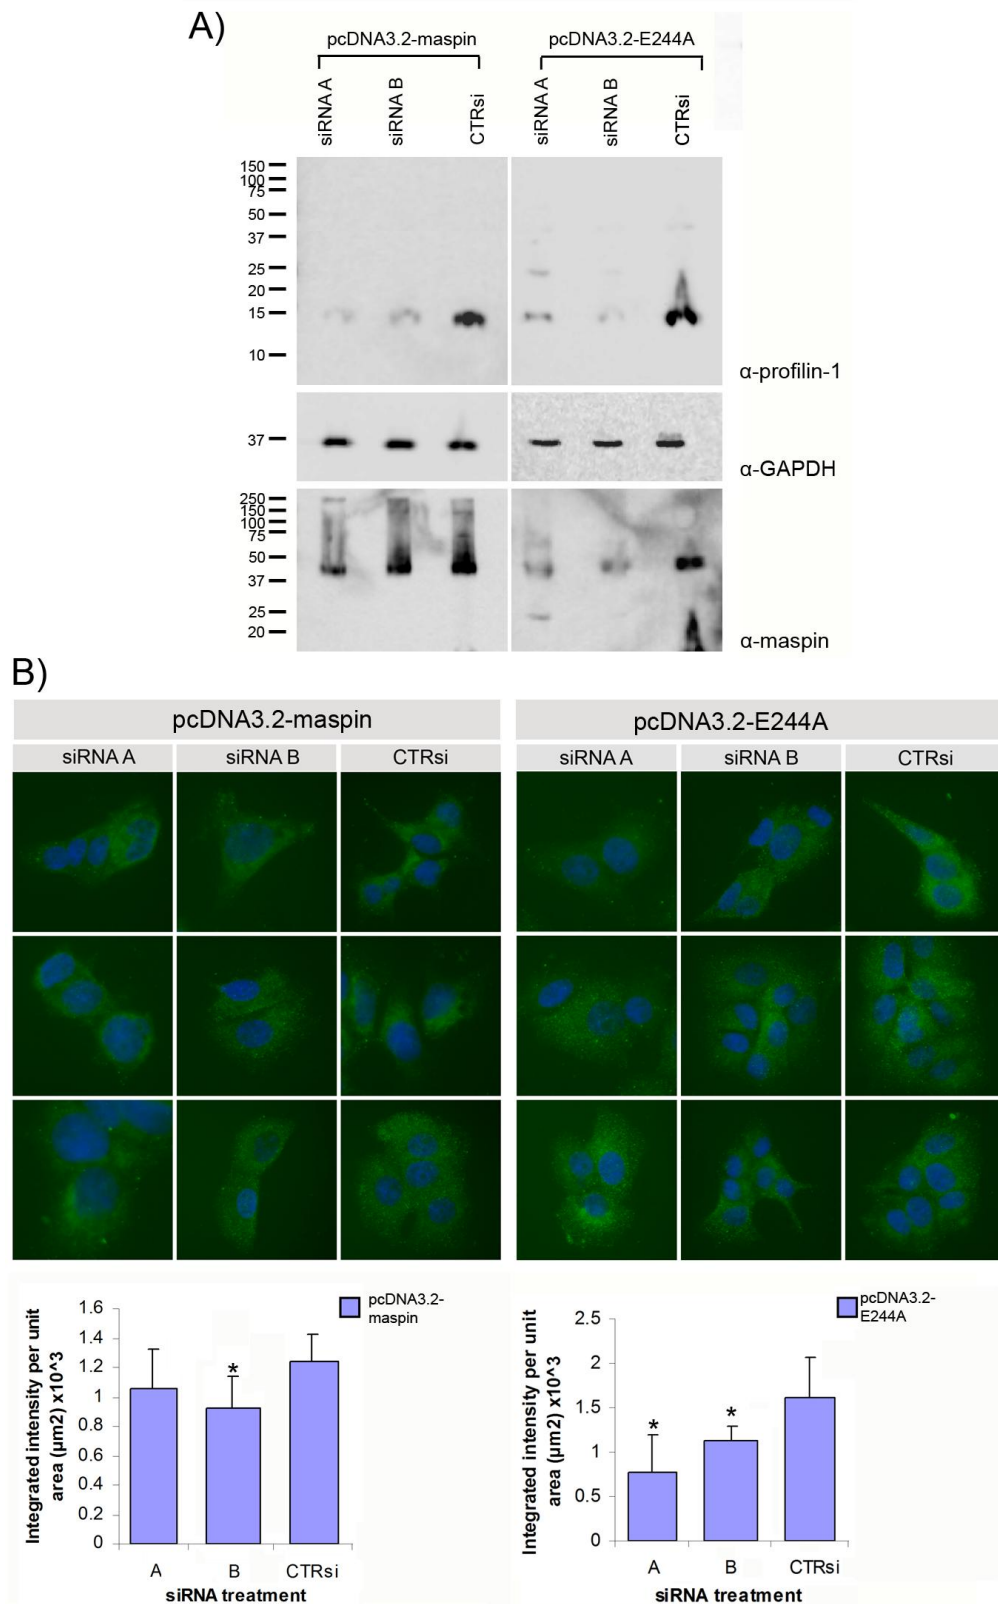 A)
pcDNA3.2-maspin
pcDNA3.2-E244A
siRNA A
siRNA B
CTRsi
siRNA A
siRNA B
CTRsi
150
100
75
50
37
25
20
15
10
α-profilin-1
37
α-GAPDH
250
150
100
75
50
37
25
20
α-maspin
B)
pcDNA3.2-maspin
pcDNA3.2-E244A
siRNA A
siRNA B
CTRsi
siRNA A
siRNA B
CTRsi
Integrated intensity per unit
area (µm2) x10^3
1.6
1.4
1.2
1
0.8
0.6
0.4
0.2
0
*
A
B
CTRsi
siRNA treatment
pcDNA3.2-
maspin
Integrated intensity per unit
area (µm2) x10^3
2.5
2
1.5
1
0.5
0
*
*
A
B
CTRsi
siRNA treatment
pcDNA3.2-
E244A